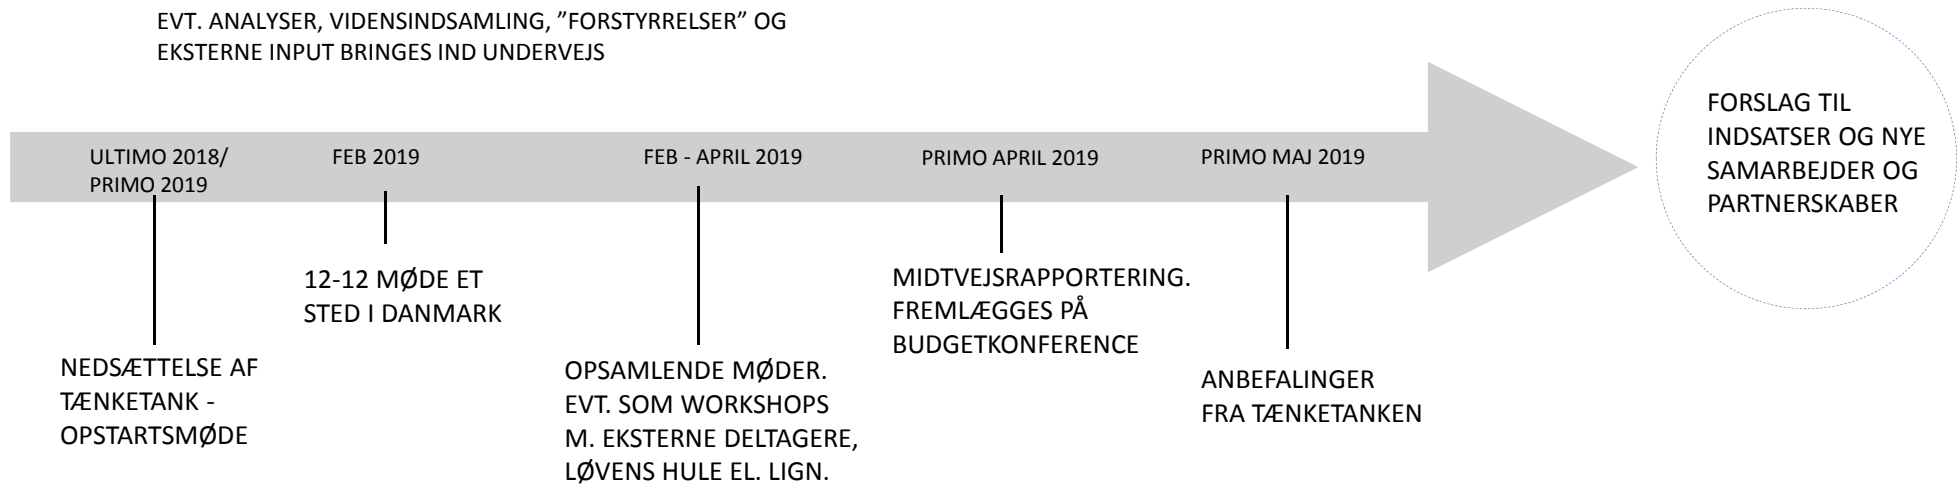 EVT. ANALYSER, VIDENSINDSAMLING, ”FORSTYRRELSER” OG
EKSTERNE INPUT BRINGES IND UNDERVEJS
ULTIMO 2018/
PRIMO 2019
FEB 2019
FEB - APRIL 2019
PRIMO APRIL 2019
PRIMO MAJ 2019
FORSLAG TIL
INDSATSER OG NYE
SAMARBEJDER OG
PARTNERSKABER
NEDSÆTTELSE AF
TÆNKETANK -
OPSTARTSMØDE
12-12 MØDE ET
STED I DANMARK
OPSAMLENDE MØDER.
EVT. SOM WORKSHOPS
M. EKSTERNE DELTAGERE,
LØVENS HULE EL. LIGN.
MIDTVEJSRAPPORTERING.
FREMLÆGGES PÅ
BUDGETKONFERENCE
ANBEFALINGER
FRA TÆNKETANKEN